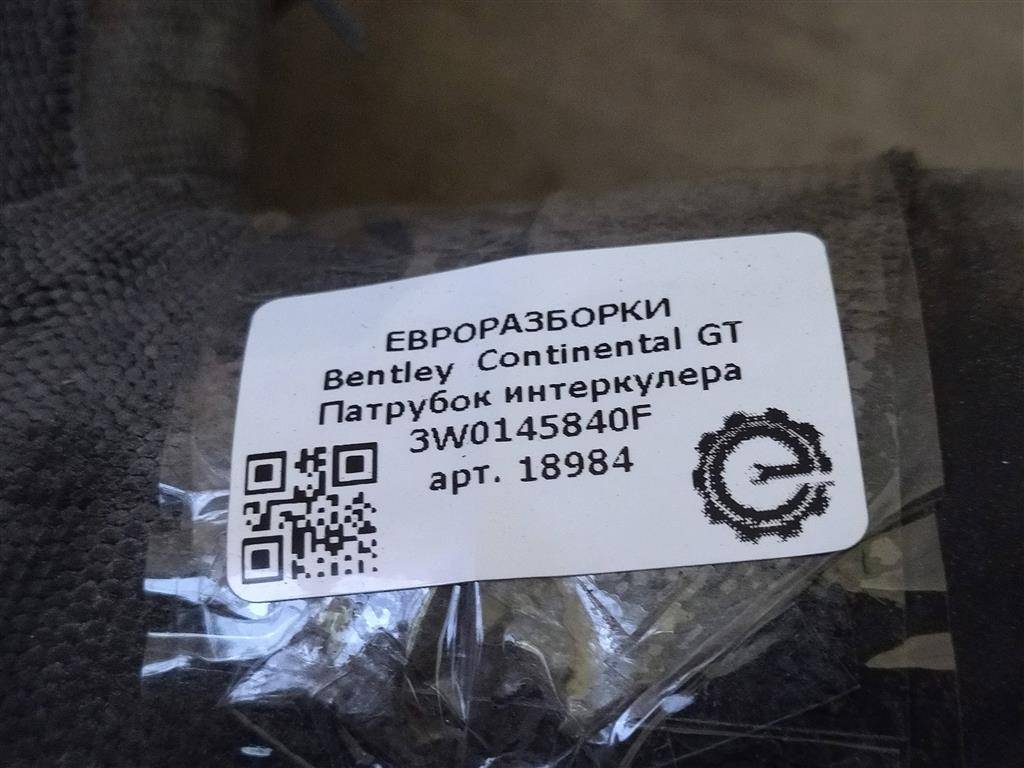 ЕВРОРАЗБОРКИ
Bentley Continental GT
Патрубок интеркулера
3W0145840F
арт. 18984